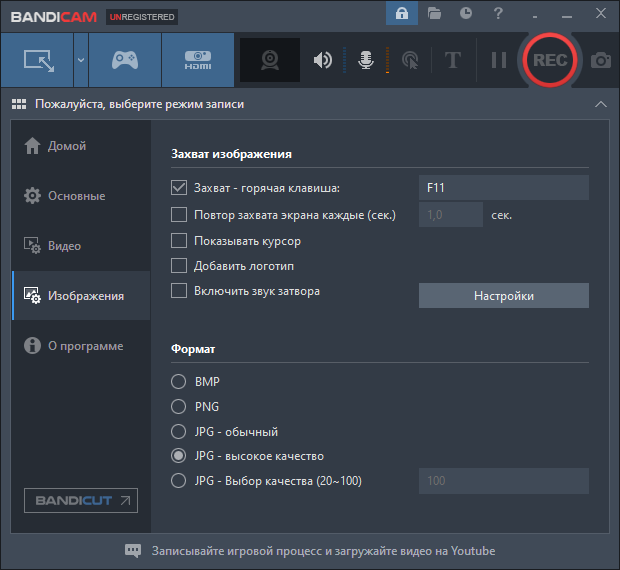 BANDICAM UNREGISTERED ?
HDMI T REC
Пожалуйста, выберите режим записи
Домой
Основные
Видео
Изображения
О программе
BANDICUT
Захват изображения
Захват - горячая клавиша: F11
Повтор захвата экрана каждые (сек.) 1,0 сек.
Показывать курсор
Добавить логотип
Включить звук затвора Настройки
Формат
BMP
PNG
JPG - обычный
JPG - высокое качество
JPG - Выбор качества (20~100) 100
Записывайте игровой процесс и загружайте видео на Youtube